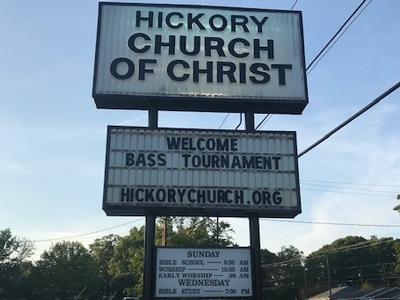 HICKORY
CHURCH
OF CHRIST
WELCOME
BASS TOURNAMENT
HICKORYCHURCH.ORG
SUNDAY
BIBLE SCHOOL - 9:30 AM
WORSHIP - 10:30 AM
EARLY WORSHIP - 5:00 PM
WEDNESDAY
BIBLE STUDY - 7:00 PM